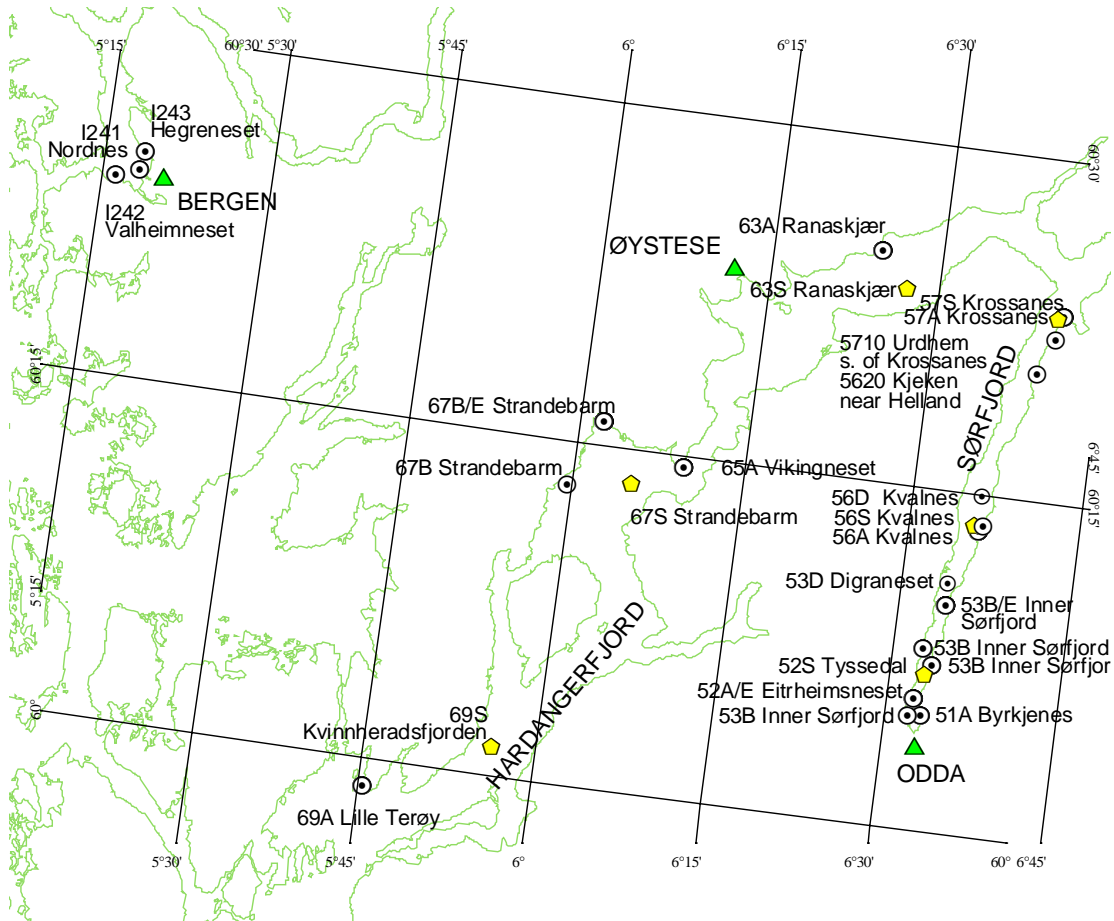 5°15'
60°30' 5°30'
5°45'
6°
6°15'
6°30'
60°30'
I243
Hegreneset
I241
Nordnes
BERGEN
I242
Valheimneset
63A Ranaskjær
ØYSTESE
63S Ranaskjær
57S Krossanes
57A Krossanes
5710 Urdhem
s. of Krossanes
5620 Kjeken
near Helland
SØRFJORD
60°15'
67B/E Strandebarm
67B Strandebarm
65A Vikingneset
67S Strandebarm
6°45'
60°15'
56D Kvalnes
56S Kvalnes
56A Kvalnes
53D Digraneset
53B/E Inner
Sørfjord
5°15'
53B Inner Sørfjord
52S Tyssedal
53B Inner Sørfjor
52A/E Eitrheimsneset
53B Inner Sørfjord
51A Byrkjenes
ODDA
HARDANGERFJORD
60°
69S
Kvinnheradsfjorden
69A Lille Terøy
5°30'
5°45'
6°
6°15'
6°30'
60°
6°45'